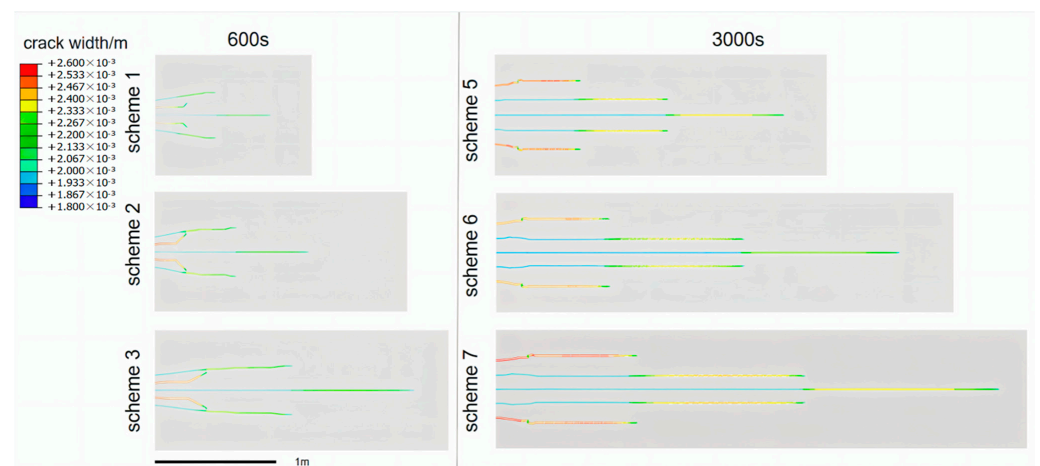 600s
3000s
crack width/m
+2.600×10-3
+2.533×10-3
+2.467×10-3
+2.400×10-3
+2.333×10-3
+2.267×10-3
+2.200×10-3
+2.133×10-3
+2.067×10-3
+2.000×10-3
+1.933×10-3
+1.867×10-3
+1.800×10-3
scheme 1
scheme 2
scheme 3
scheme 5
scheme 6
scheme 7
1m